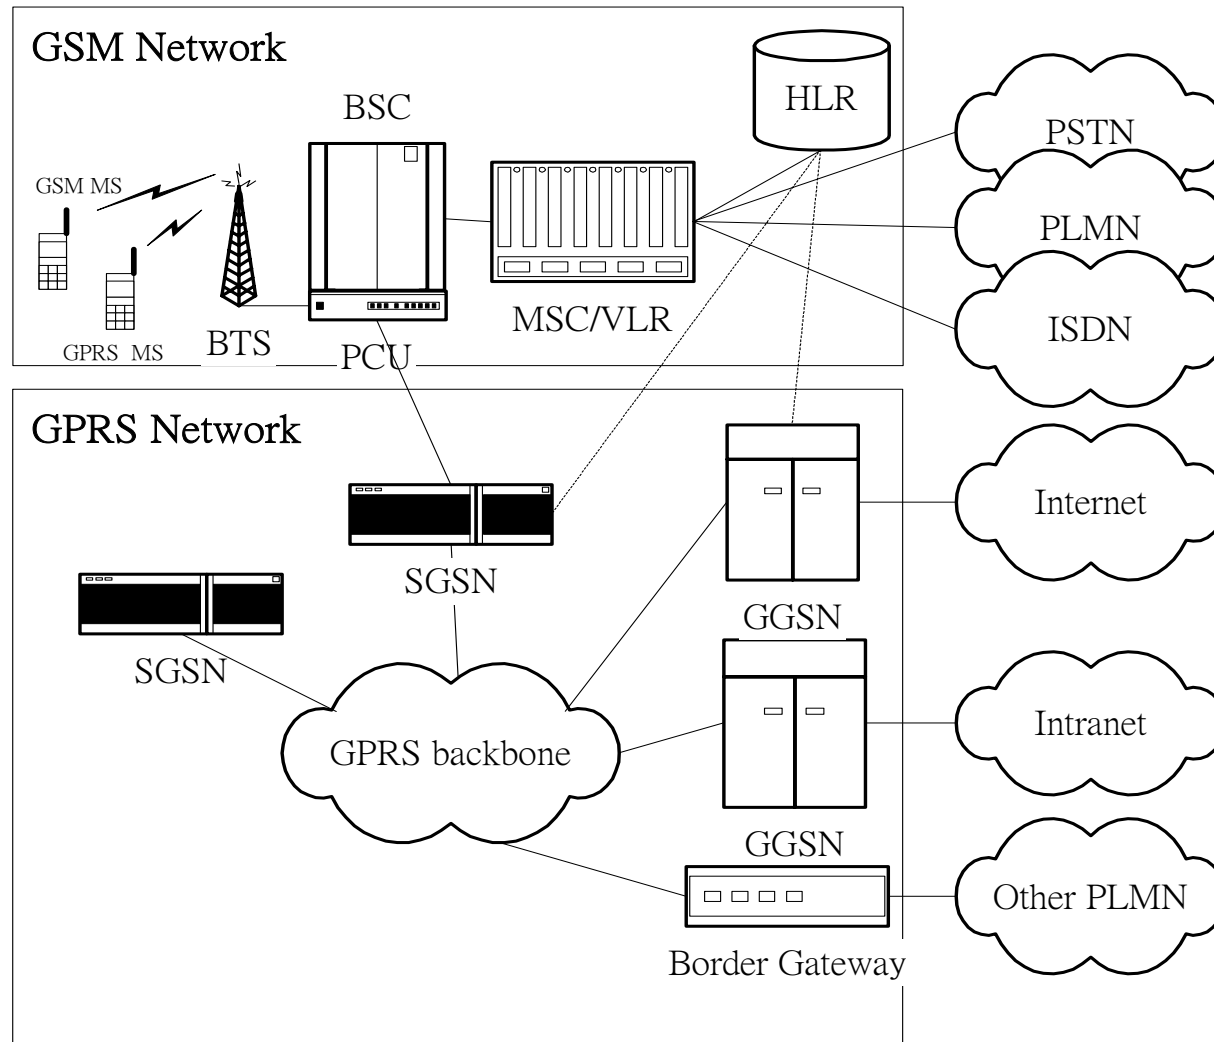 GSM Network
HLR
BSC
PSTN
GSM MS
PLMN
MSC/VLR
ISDN
BTS
PCU
GPRS MS
GPRS Network
Internet
SGSN
GGSN
SGSN
Intranet
GPRS backbone
GGSN
Other PLMN
Border Gateway